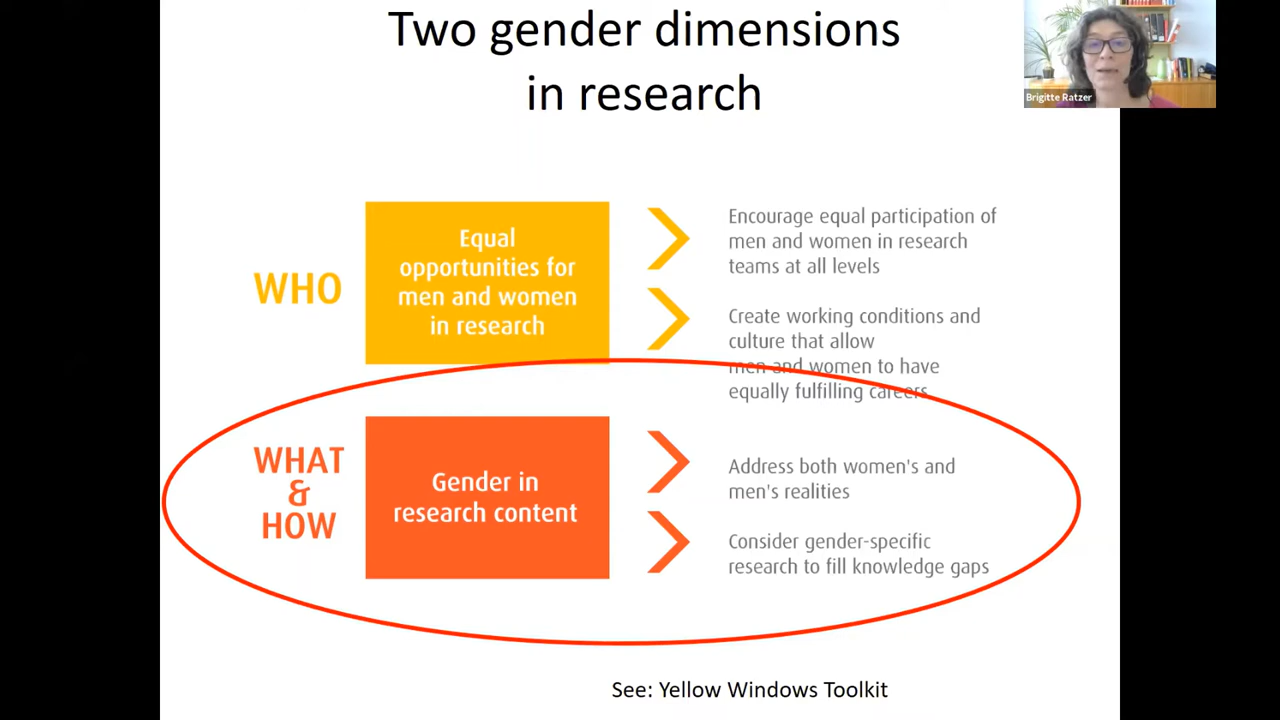 Two gender dimensions
in research
Brigitte Ratzer
WHO
Equal
opportunities for
men and women
in research
Encourage equal participation of
men and women in research
teams at all levels
Create working conditions and
culture that allow
men and women to have
equally fulfilling careers
WHAT
&
HOW
Gender in
research content
Address both women's and
men's realities
Consider gender-specific
research to fill knowledge gaps
See: Yellow Windows Toolkit